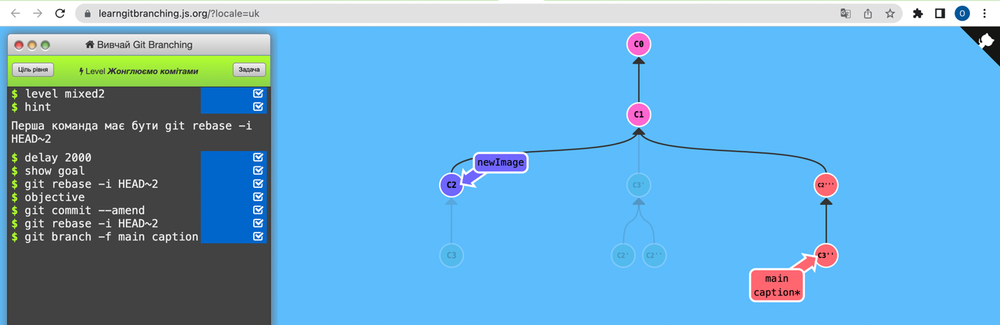 learngitbranching.js.org/?locale=uk
O
Вивчай Git Branching
Ціль рівня
Level Жонглюємо комітами
Задача
$ level mixed2
$ hint
Перша команда має бути git rebase -i
HEAD~2
$ delay 2000
$ show goal
$ git rebase -i HEAD~2
$ objective
$ git commit --amend
$ git rebase -i HEAD~2
$ git branch -f main caption
C0
C1
newImage
C2
C3'
C2'''
C3
C2'
C2''
C3''
main
caption*